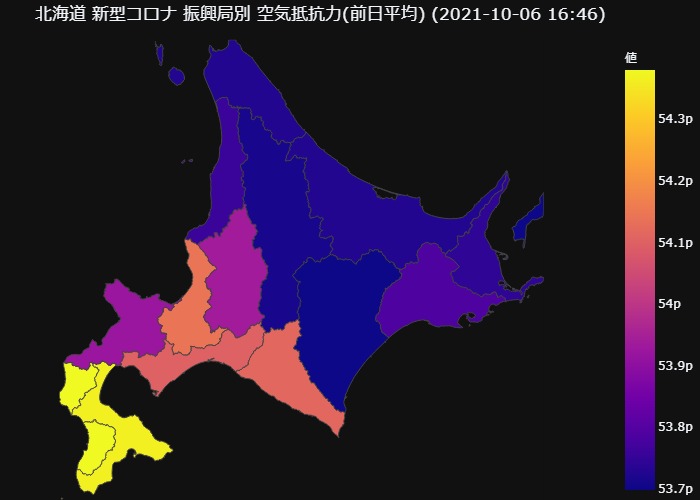 北海道 新型コロナ 振興局別 空気抵抗力(前日平均) (2021-10-06 16:46)
値
54.3p
54.2p
54.1p
54p
53.9p
53.8p
53.7p